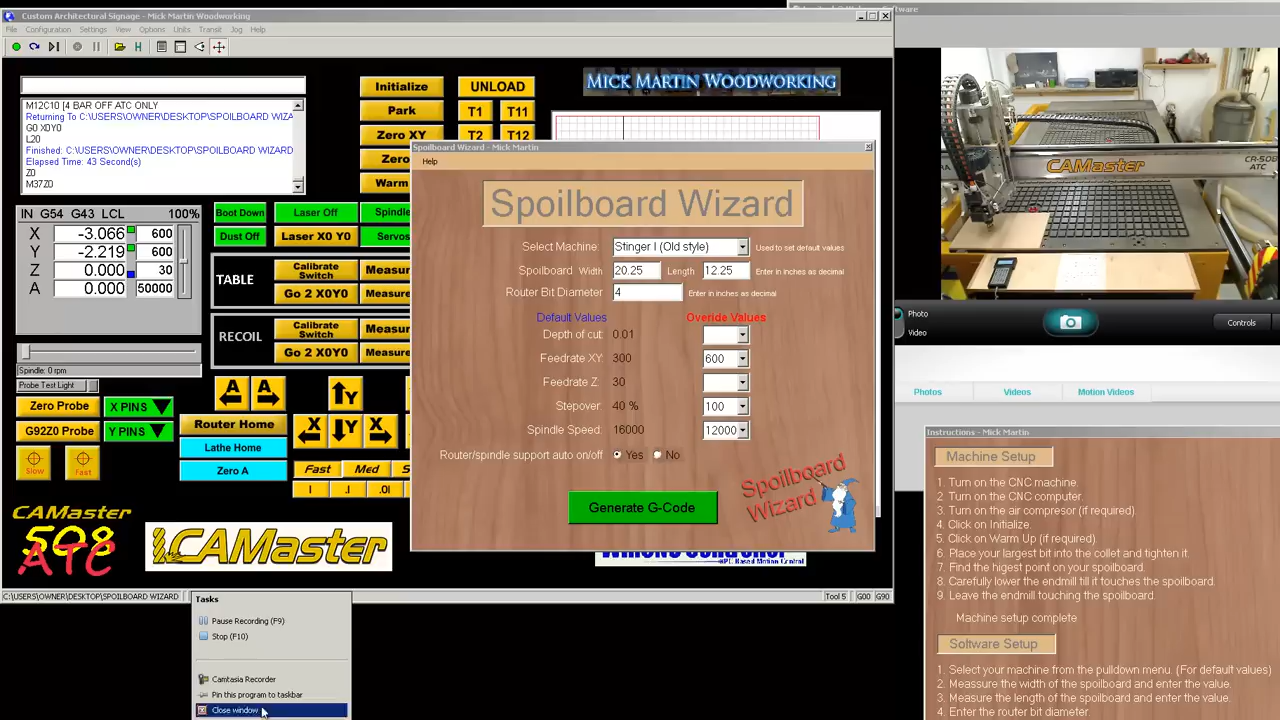 Custom Architectural Signage - Mick Martin Woodworking
File Configuration Settings View Options Units Transit Jog Help
Initialize
Park
Zero XY
Zero
Warm
UNLOAD
T1 T11
T2 T12
MICK MARTIN WOODWORKING
M12C10 [4 BAR OFF ATC ONLY
Returning To C:\USERS\OWNER\DESKTOP\SPOILBOARD WIZA
G0 X0Y0
L20
Finished: C:\USERS\OWNER\DESKTOP\SPOILBOARD WIZARD
Elapsed Time: 43 Second(s)
Z0
M37Z0
IN G54 G43 LCL 100%
X -3.066 600
Y -2.219 600
Z 0.000 30
A 0.000 50000
Spindle: 0 rpm
Probe Test Light
Boot Down Laser Off Spindle
Dust Off Laser X0 Y0 Servos
TABLE
Calibrate Switch
Measur
Go 2 X0Y0
Measure
RECOIL
Calibrate Switch
Measur
Go 2 X0Y0
Measure
Zero Probe X PINS
G92Z0 Probe Y PINS
Slow Fast
A A Y
Router Home
X Y X
Lathe Home
Zero A
Fast Med S
I .I .0I
CAMaster
508
ATC
CAMaster
PC Based Motion Control
C:\USERS\OWNER\DESKTOP\SPOILBOARD WIZARD
Tool 5 G00 G90
Spoilboard Wizard - Mick Martin
Help
Spoilboard Wizard
Select Machine: Stinger I (Old style) Used to set default values
Spoilboard Width 20.25 Length 12.25 Enter in inches as decimal
Router Bit Diameter 4 Enter in inches as decimal
Default Values Overide Values
Depth of cut: 0.01
Feedrate XY: 300 600
Feedrate Z: 30
Stepover: 40 % 100
Spindle Speed: 16000 12000
Router/spindle support auto on/off Yes No
Generate G-Code
Spoilboard Wizard
CAMaster
CR-508
ATC
Photo
Video
Controls
Photos Videos Motion Videos
Instructions - Mick Martin
Machine Setup
1. Turn on the CNC machine.
2. Turn on the CNC computer.
3. Turn on the air compresor (if required).
4. Click on Initialize.
5. Click on Warm Up (if required).
6. Place your largest bit into the collet and tighten it.
7. Find the higest point on your spoilboard.
8. Carefully lower the endmill till it touches the spoilboard.
9. Leave the endmill touching the spoilboard.
Machine setup complete
Software Setup
1. Select your machine from the pulldown menu. (For default values)
2. Meassure the width of the spoilboard and enter the value.
3. Measure the length of the spoilboard and enter the value.
4. Enter the router bit diameter
Tasks
Pause Recording (F9)
Stop (F10)
Camtasia Recorder
Pin this program to taskbar
Close window